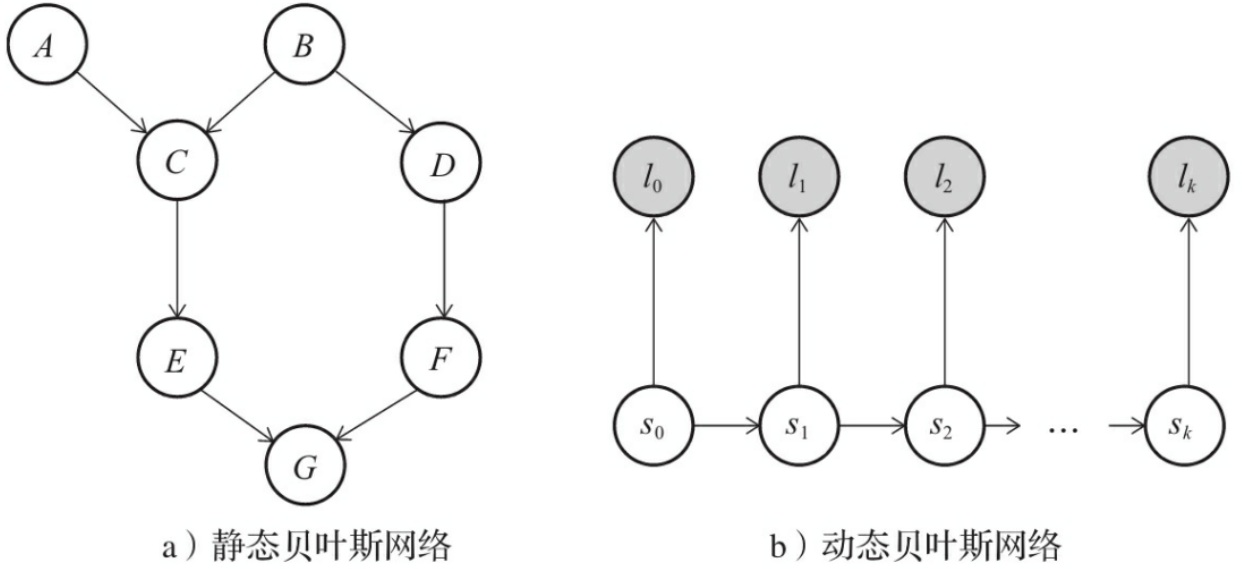 A B
C D
l₀ l₁ l₂ lₖ
E F
s₀ s₁ s₂ … sₖ
G
a）静态贝叶斯网络
b）动态贝叶斯网络